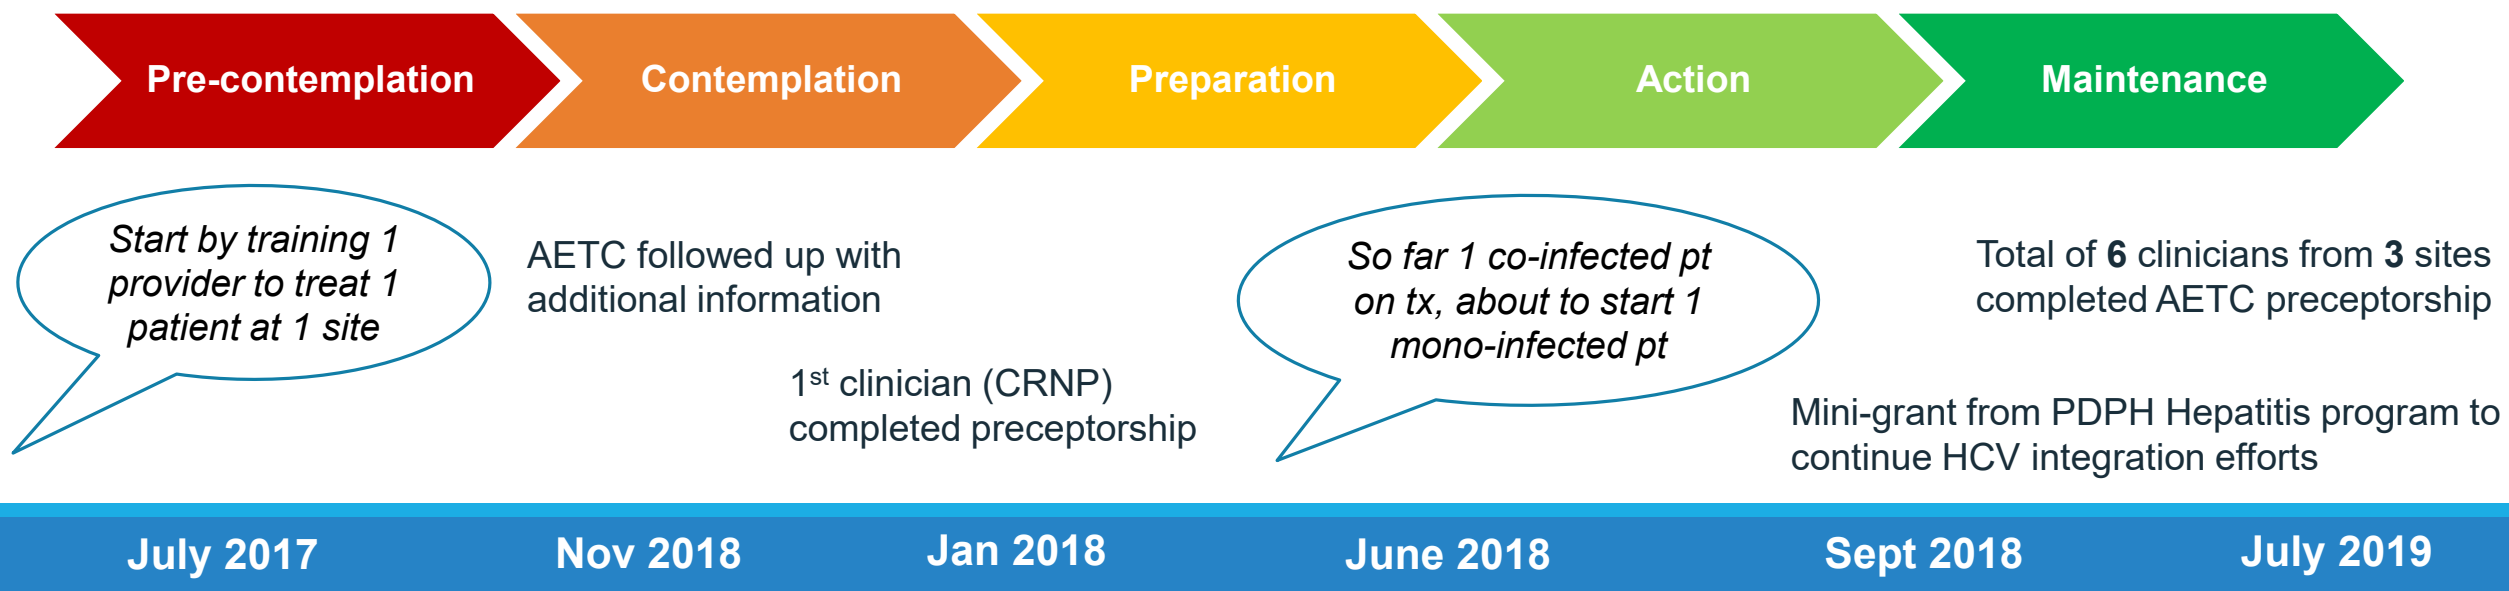 Pre-contemplation
Contemplation
Preparation
Action
Maintenance
Start by training 1
provider to treat 1
patient at 1 site
AETC followed up with
additional information
1st clinician (CRNP)
completed preceptorship
So far 1 co-infected pt
on tx, about to start 1
mono-infected pt
Total of 6 clinicians from 3 sites
completed AETC preceptorship
Mini-grant from PDPH Hepatitis program to
continue HCV integration efforts
July 2017
Nov 2018
Jan 2018
June 2018
Sept 2018
July 2019